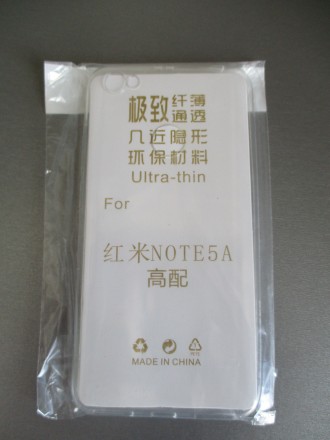 极致纤薄
通透
几近隐形
环保材料
Ultra-thin
For
红米NOTE5A
高配
MADE IN CHINA